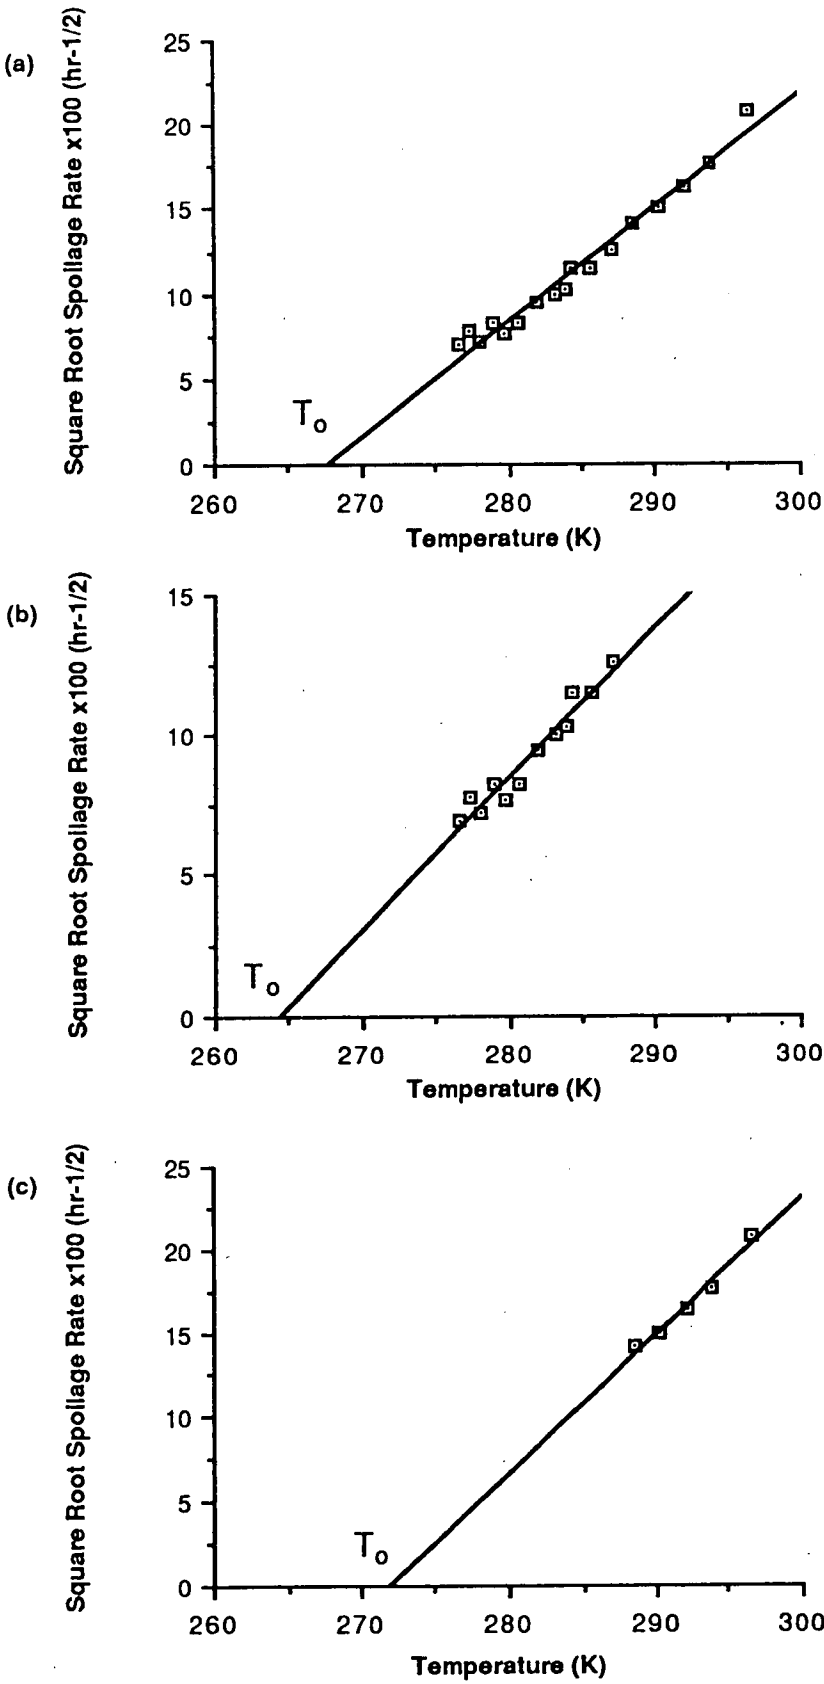 (a)
Square Root Spoilage Rate x100 (hr-1/2)
25
20
15
10
5
0
To
260 270 280 290 300
Temperature (K)
(b)
Square Root Spoilage Rate x100 (hr-1/2)
15
10
5
0
To
260 270 280 290 300
Temperature (K)
(c)
Square Root Spoilage Rate x100 (hr-1/2)
25
20
15
10
5
0
To
260 270 280 290 300
Temperature (K)